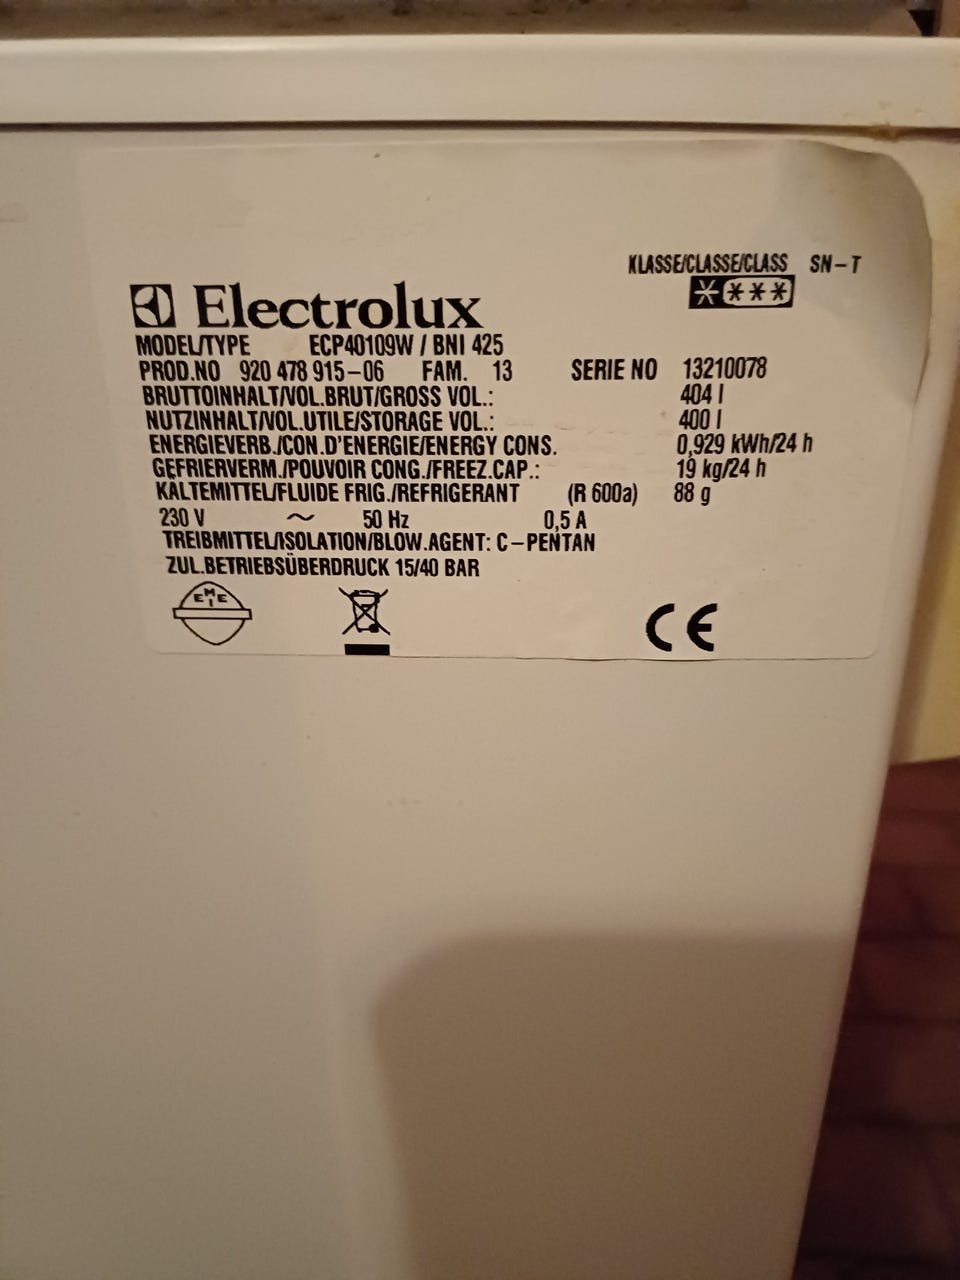 KLASSE/CLASSE/CLASS SN-T
Electrolux
MODEL/TYPE ECP40109W / BNI 425
PROD.NO 920 478 915-06 FAM. 13 SERIE NO 13210078
BRUTTOINHALT/VOL.BRUT/GROSS VOL.: 404 l
NUTZINHALT/VOL.UTILE/STORAGE VOL.: 400 l
ENERGIEVERB./CON.D'ENERGIE/ENERGY CONS. 0,929 kWh/24 h
GEFRIERVERM./POUVOIR CONG./FREEZ.CAP.: 19 kg/24 h
KÄLTEMITTEL/FLUIDE FRIG./REFRIGERANT (R 600a) 88 g
230 V ~ 50 Hz 0,5 A
TREIBMITTEL/ISOLATION/BLOW.AGENT: C-PENTAN
ZUL.BETRIEBSÜBERDRUCK 15/40 BAR
EMEI
CE